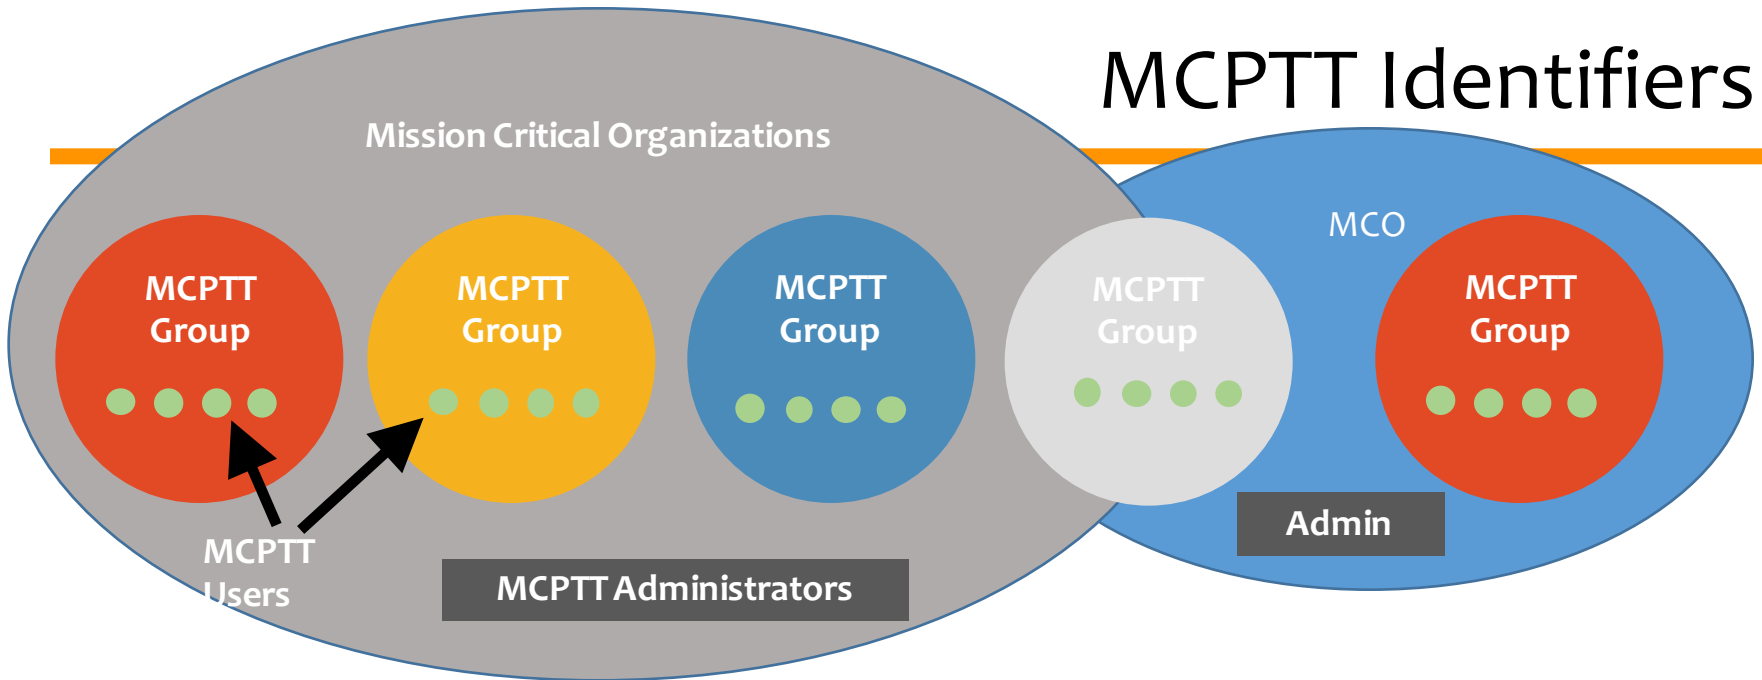 MCPTT Identifiers
Mission Critical Organizations
MCO
MCPTT
Group
MCPTT
Group
MCPTT
Group
MCPTT
Group
MCPTT
Group
Admin
MCPTT
Users
MCPTT Administrators